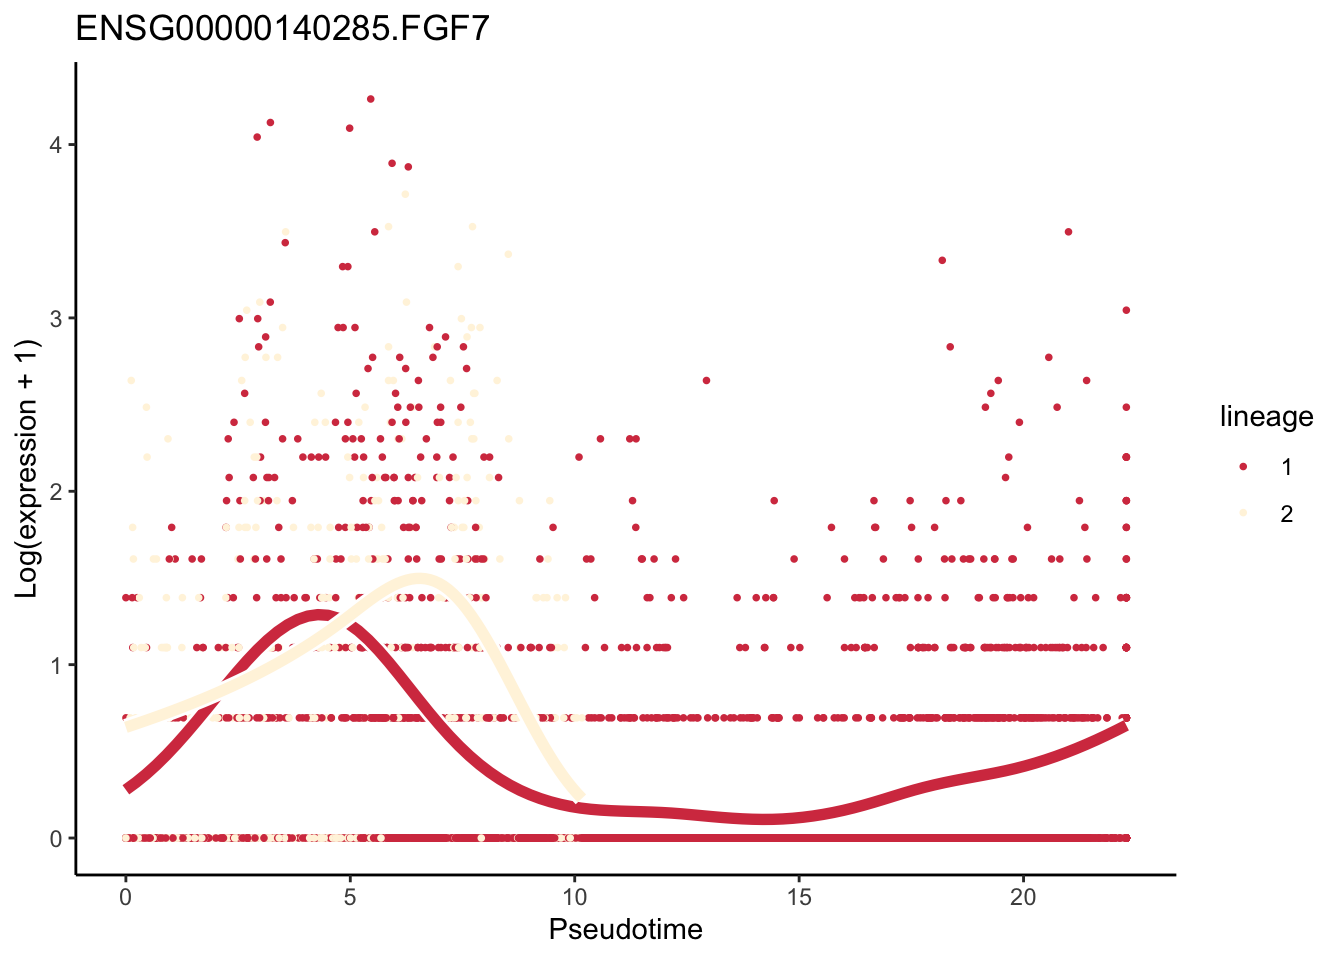 ENSG00000140285.FGF7
Log(expression + 1)
4
3
2
1
0
0 5 10 15 20
Pseudotime
lineage
1
2